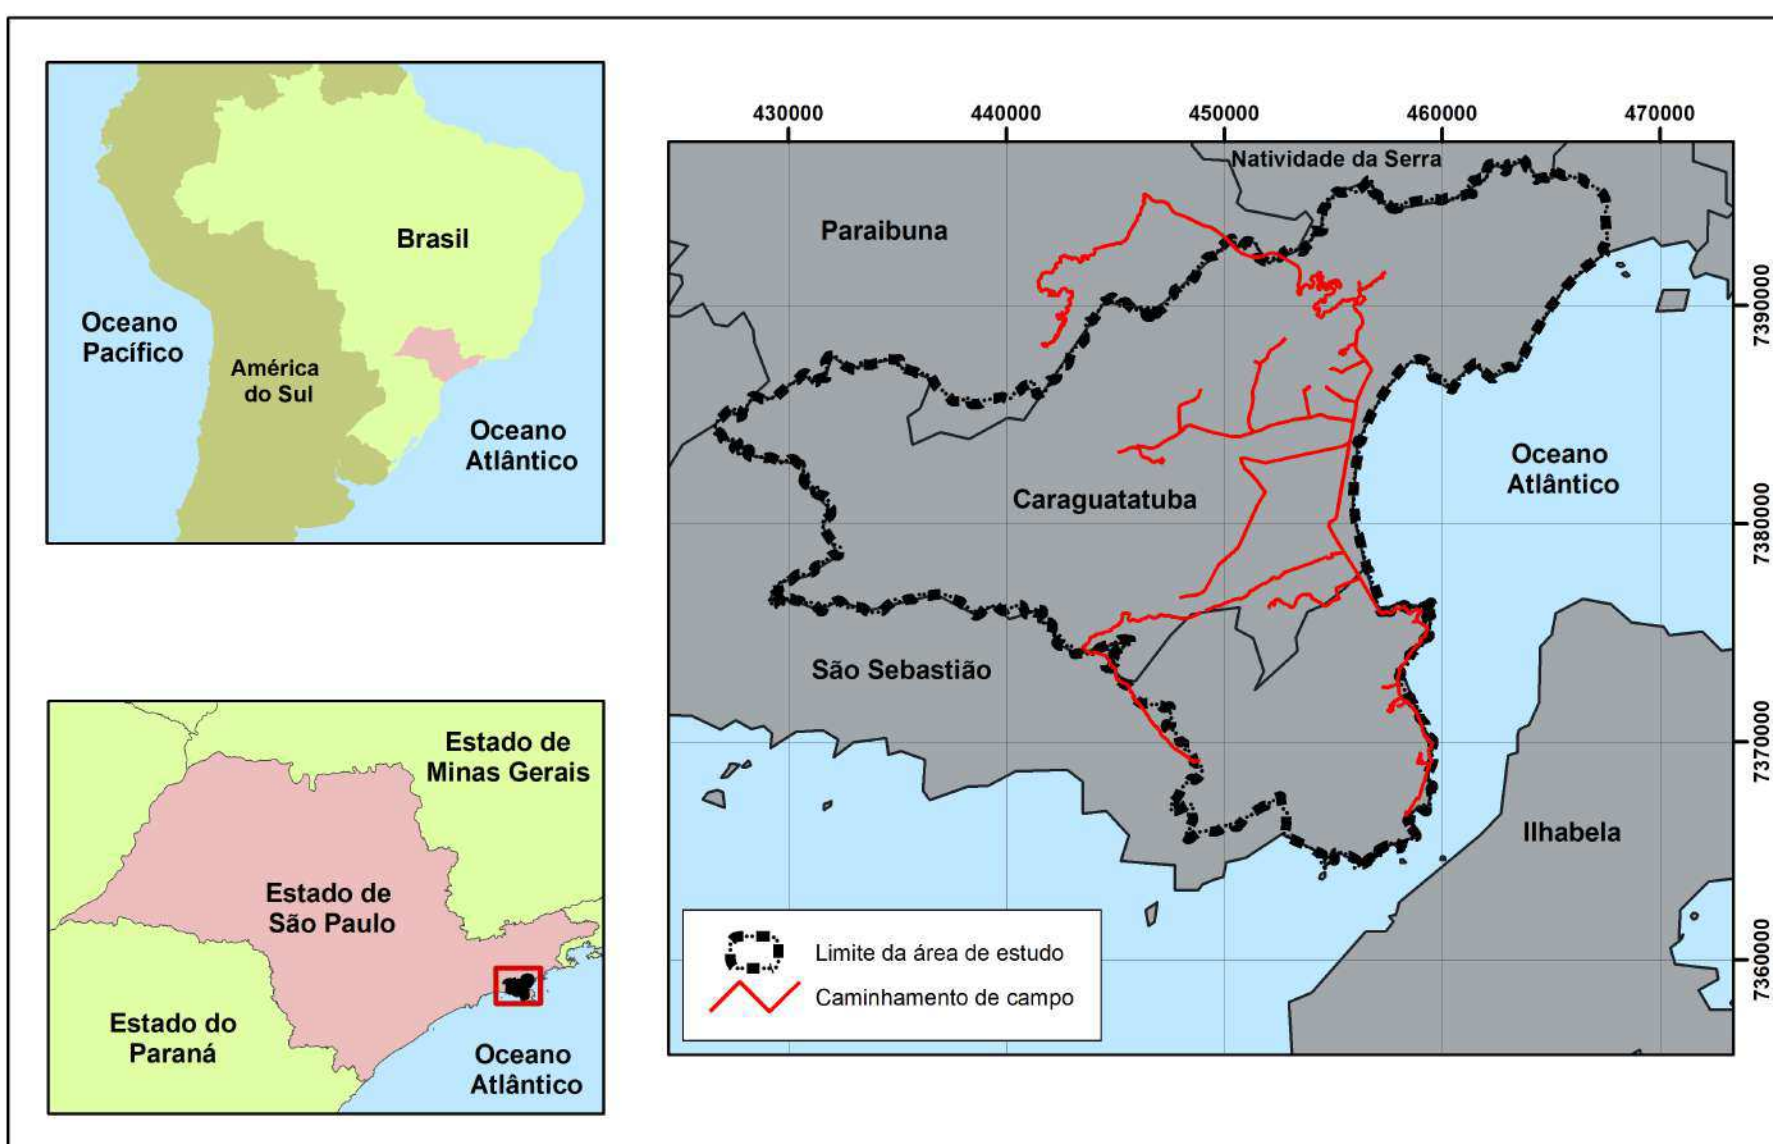 Brasil
Oceano
Pacífico
América
do Sul
Oceano
Atlântico
Estado de
Minas Gerais
Estado de
São Paulo
Estado do
Paraná
Oceano
Atlântico
430000 440000 450000 460000 470000
Natividade da Serra
Paraibuna
7390000
Oceano
Atlântico
Caraguatatuba
7380000
São Sebastião
7370000
Ilhabela
7360000
Limite da área de estudo
Caminhamento de campo